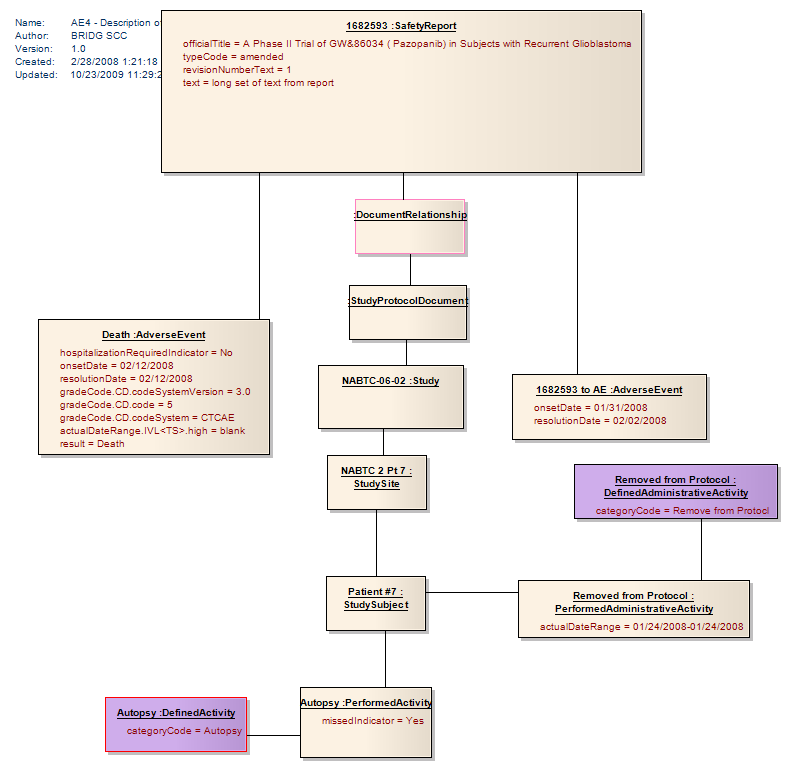 Name: AE4 - Description of
Author: BRIDG SCC
Version: 1.0
Created: 2/28/2008 1:21:18
Updated: 10/23/2009 11:29:2
1682593 :SafetyReport
officialTitle = A Phase II Trial of GW&86034 ( Pazopanib) in Subjects with Recurrent Glioblastoma
typeCode = amended
revisionNumberText = 1
text = long set of text from report
:DocumentRelationship
:StudyProtocolDocument
Death :AdverseEvent
hospitalizationRequiredIndicator = No
onsetDate = 02/12/2008
resolutionDate = 02/12/2008
gradeCode.CD.codeSystemVersion = 3.0
gradeCode.CD.code = 5
gradeCode.CD.codeSystem = CTCAE
actualDateRange.IVL<TS>.high = blank
result = Death
NABTC-06-02 :Study
1682593 to AE :AdverseEvent
onsetDate = 01/31/2008
resolutionDate = 02/02/2008
NABTC 2 Pt 7 :
StudySite
Removed from Protocol :
DefinedAdministrativeActivity
categoryCode = Remove from Protocl
Patient #7 :
StudySubject
Removed from Protocol :
PerformedAdministrativeActivity
actualDateRange = 01/24/2008-01/24/2008
Autopsy :DefinedActivity
categoryCode = Autopsy
Autopsy :PerformedActivity
missedIndicator = Yes